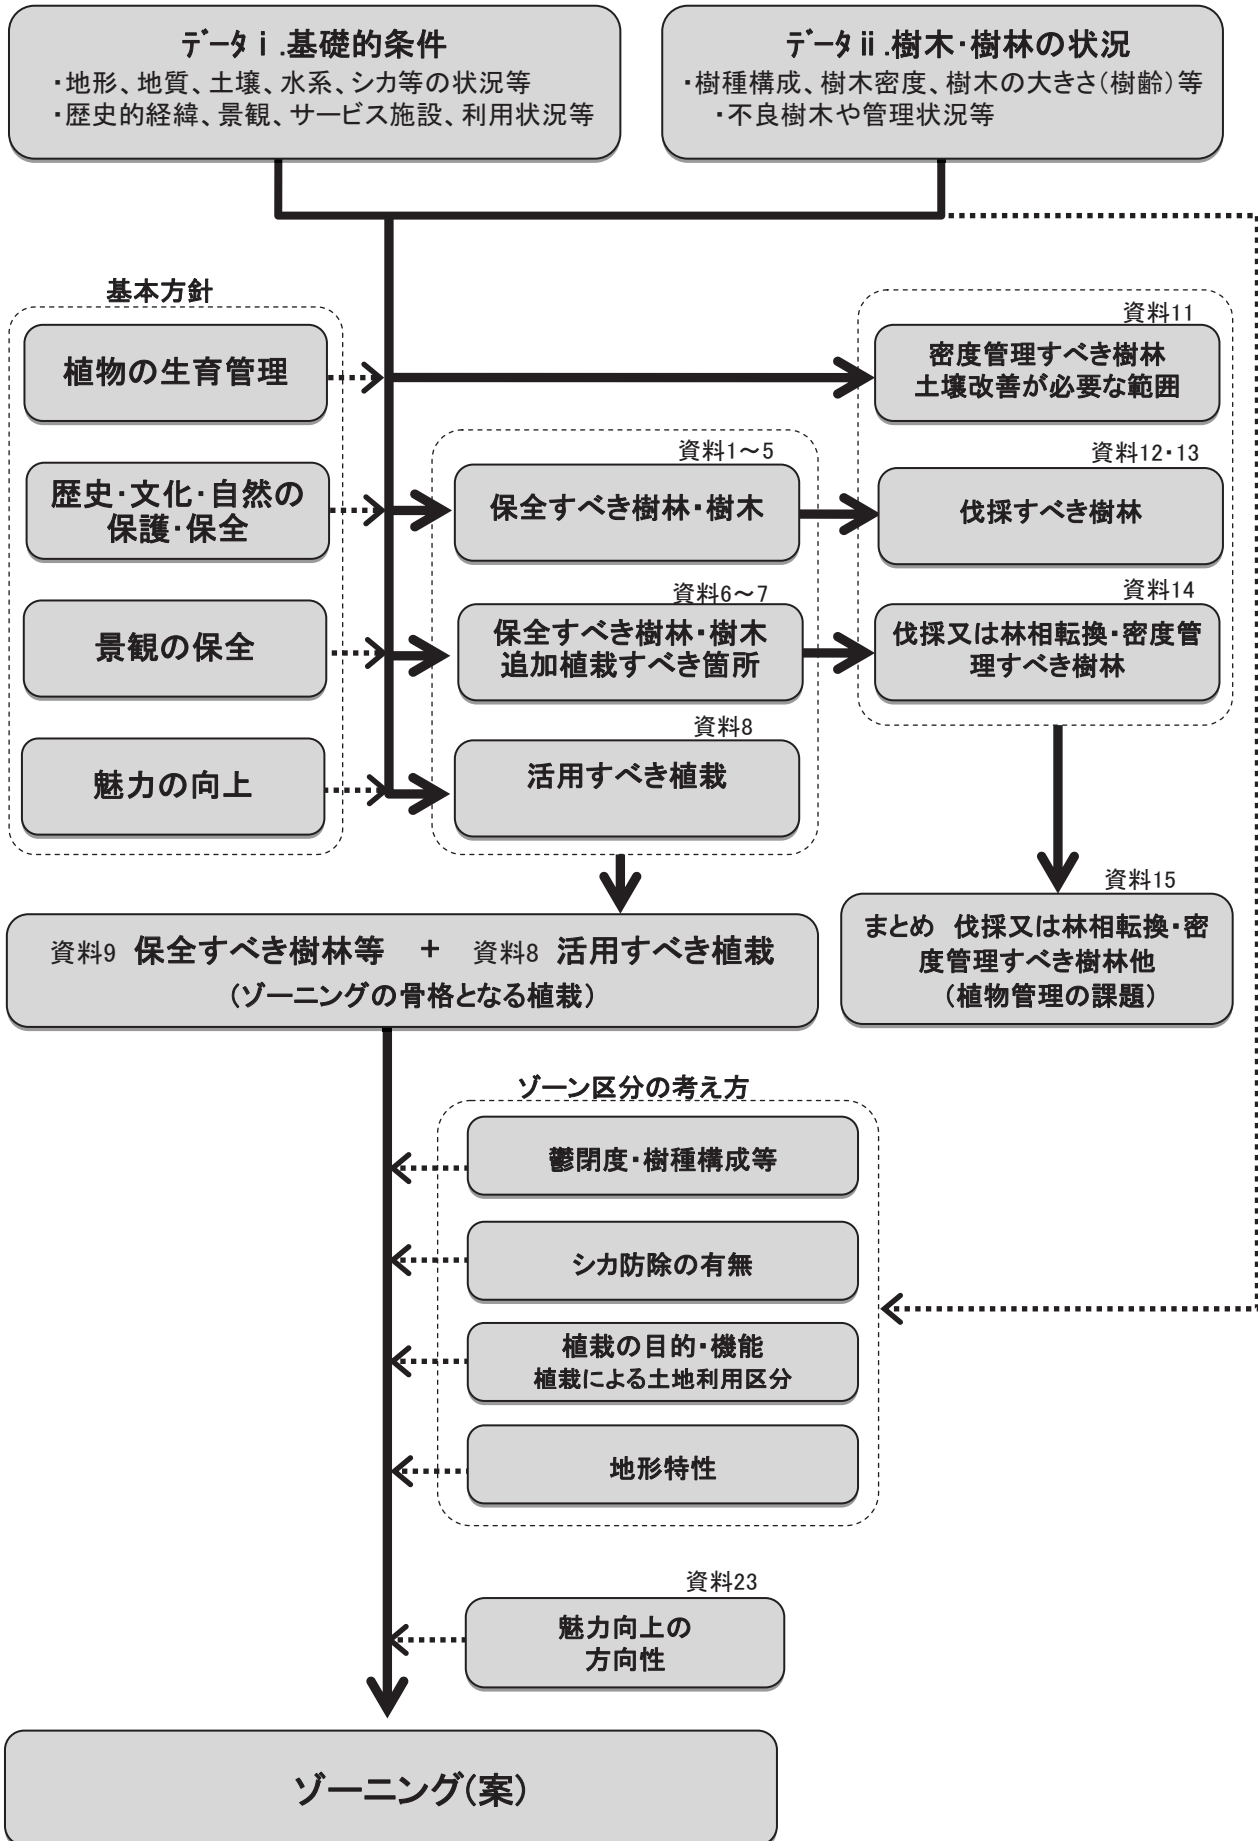 データⅰ.基礎的条件
・地形、地質、土壌、水系、シカ等の状況等
・歴史的経緯、景観、サービス施設、利用状況等
データⅱ.樹木・樹林の状況
・樹種構成、樹木密度、樹木の大きさ(樹齢)等
・不良樹木や管理状況等
基本方針
植物の生育管理
歴史・文化・自然の
保護・保全
景観の保全
魅力の向上
資料1～5
保全すべき樹林・樹木
資料6～7
保全すべき樹林・樹木
追加植栽すべき箇所
資料8
活用すべき植栽
資料11
密度管理すべき樹林
土壌改善が必要な範囲
資料12・13
伐採すべき樹林
資料14
伐採又は林相転換・密度管
理すべき樹林
資料9 保全すべき樹林等 + 資料8 活用すべき植栽
(ゾーニングの骨格となる植栽)
資料15
まとめ 伐採又は林相転換・密
度管理すべき樹林他
(植物管理の課題)
ゾーン区分の考え方
鬱閉度・樹種構成等
シカ防除の有無
植栽の目的・機能
植栽による土地利用区分
地形特性
資料23
魅力向上の
方向性
ゾーニング(案)